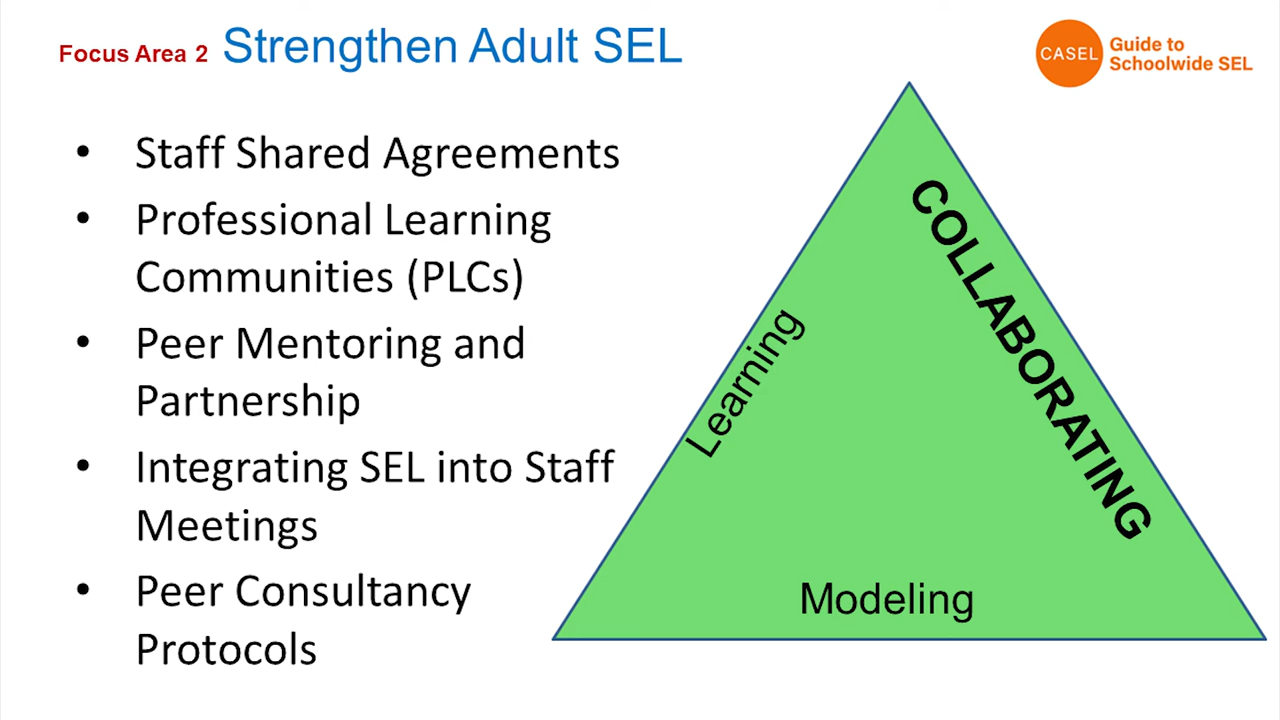 Focus Area 2 Strengthen Adult SEL
CASEL
Guide to
Schoolwide SEL
• Staff Shared Agreements
• Professional Learning
Communities (PLCs)
• Peer Mentoring and
Partnership
• Integrating SEL into Staff
Meetings
• Peer Consultancy
Protocols
Learning
COLLABORATING
Modeling